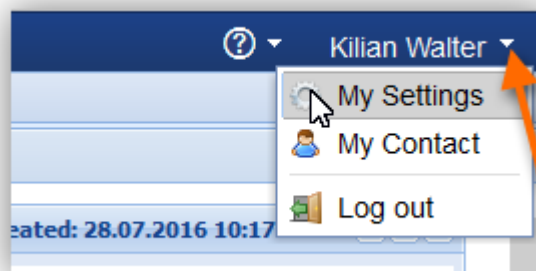 ? Kilian Walter
My Settings
My Contact
Log out
eated: 28.07.2016 10:17